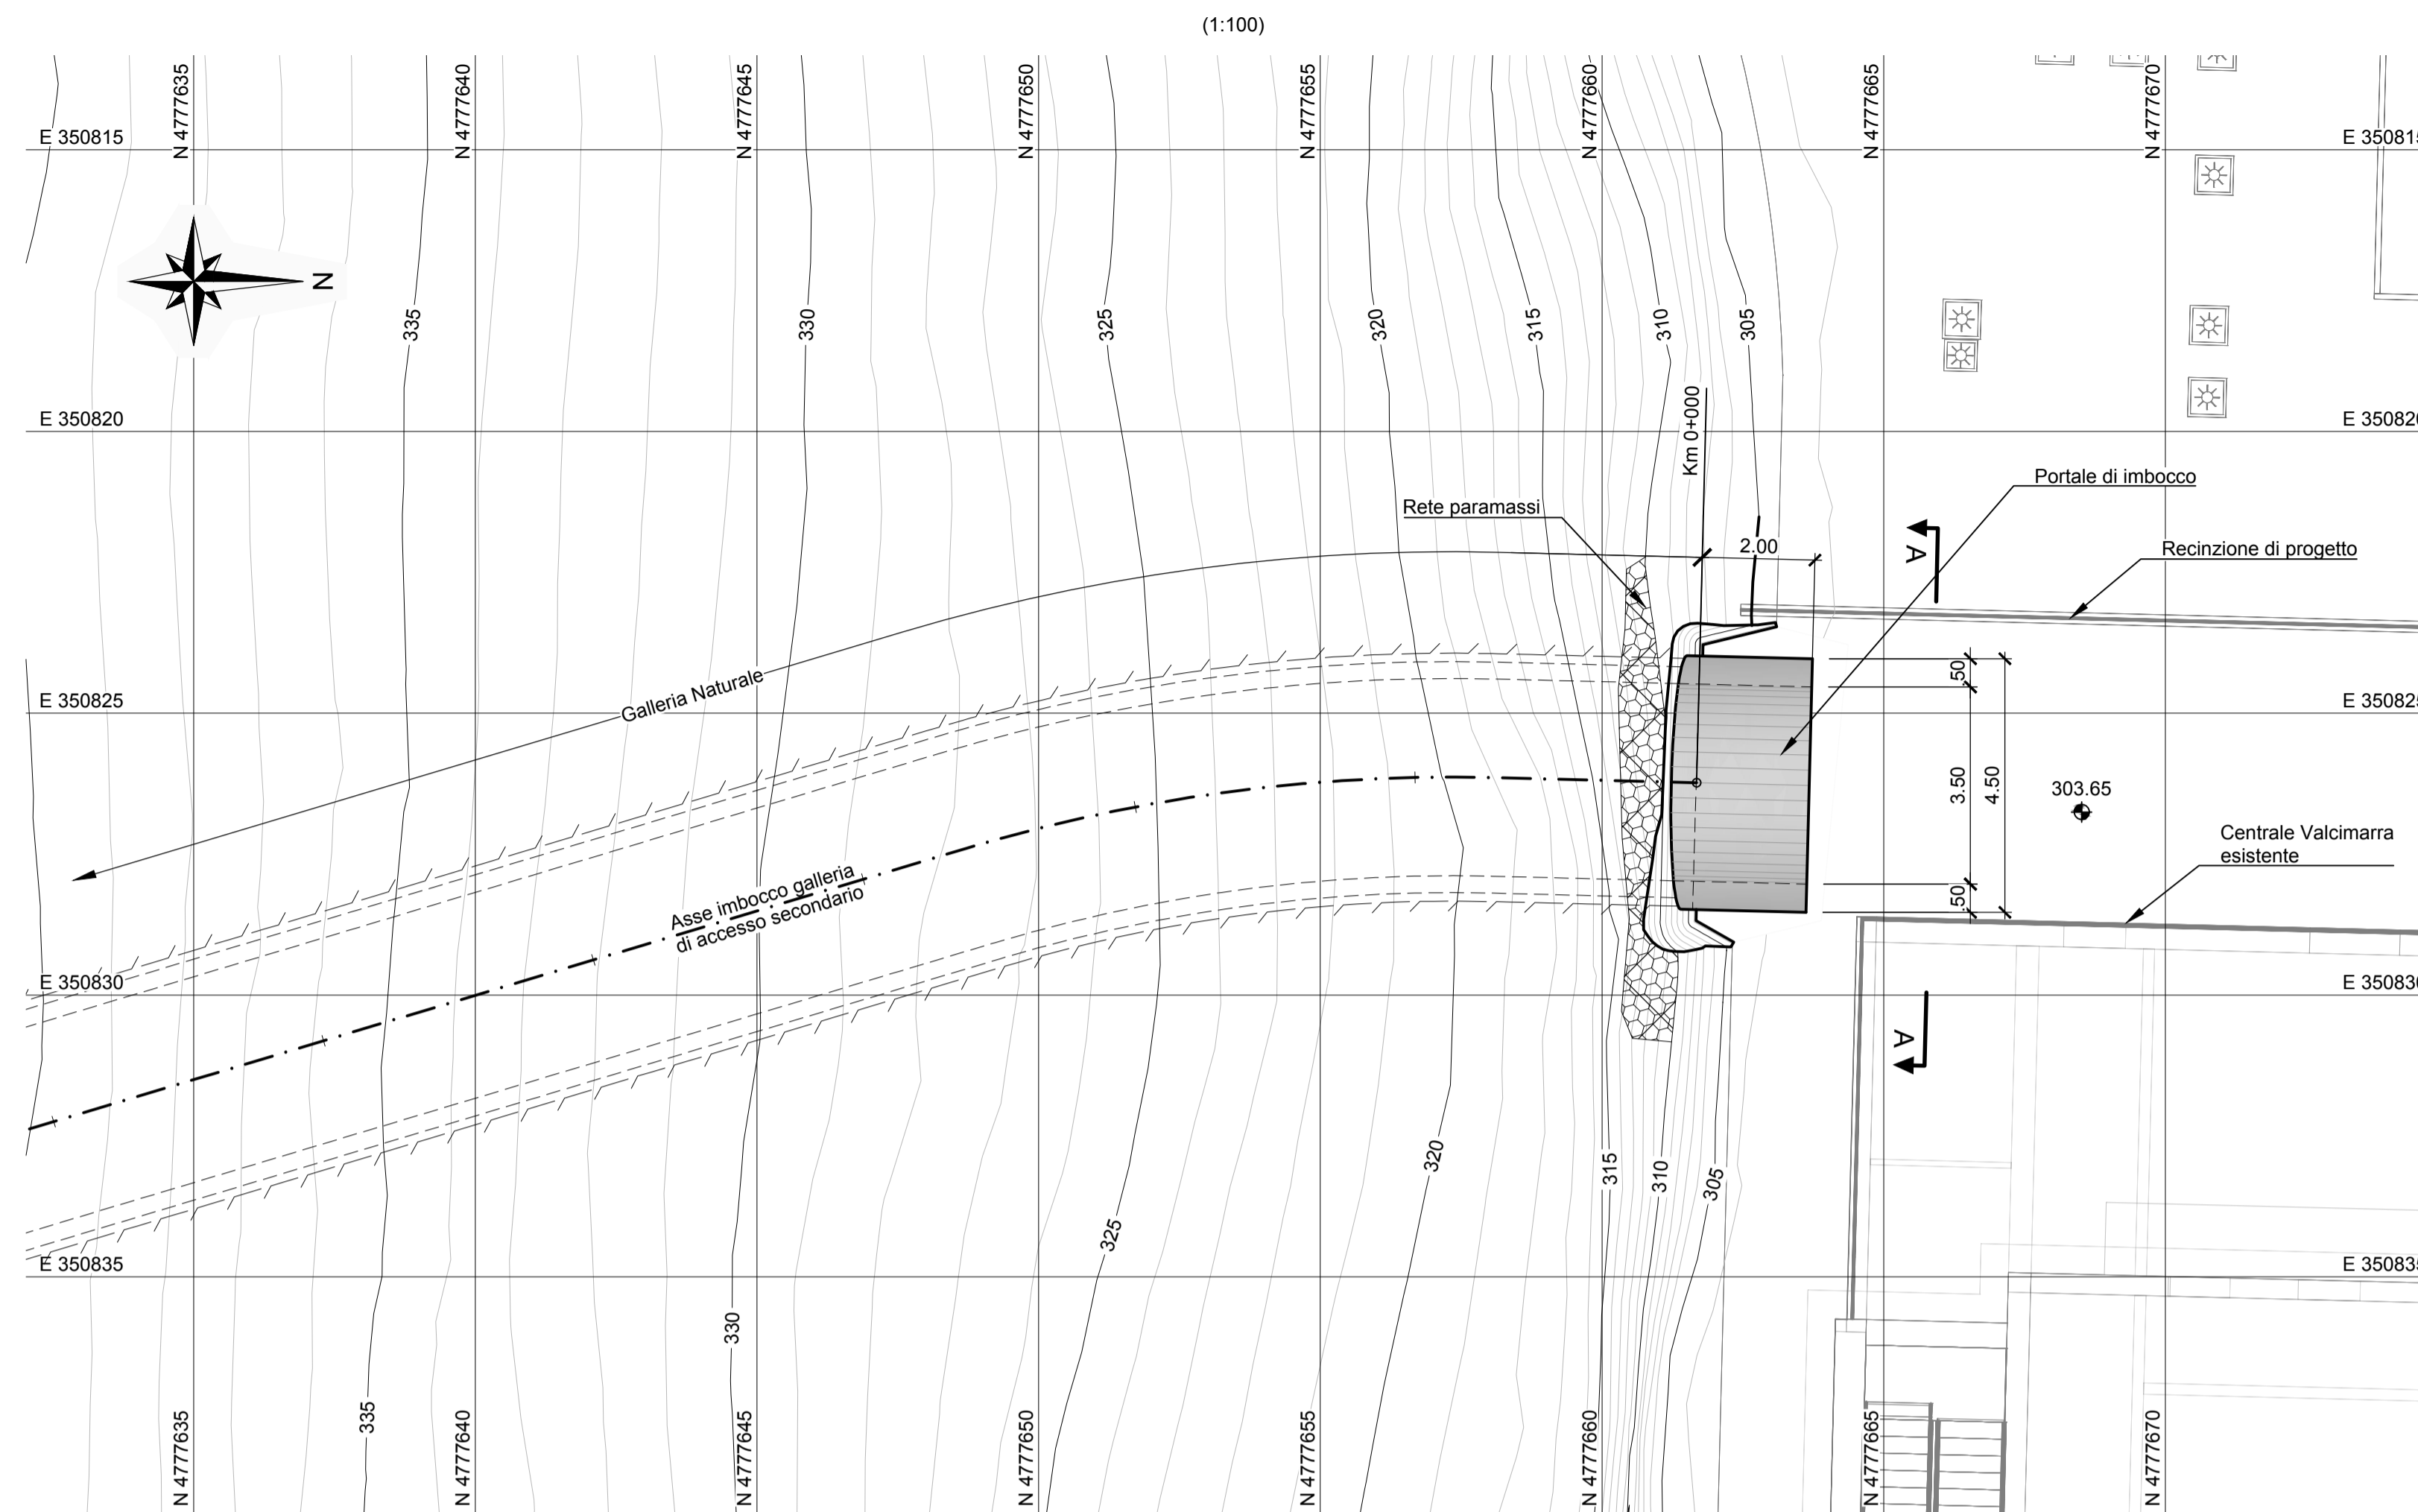 (1:100)
N 4777635
N 4777640
N 4777645
N 4777650
N 4777655
N 4777660
N 4777665
N 4777670
E 350815
E 350815
N
335
330
325
320
315
310
305
Km 0+000
E 350820
E 350820
Portale di imbocco
Rete paramassi
2.00
A
Recinzione di progetto
Galleria Naturale
.50
E 350825
E 350825
3.50
4.50
303.65
Centrale Valcimarra
esistente
Asse imbocco galleria
di accesso secondario
.50
E 350830
E 350830
A
320
315
310
305
325
E 350835
E 350835
330
335
N 4777635
N 4777640
N 4777645
N 4777650
N 4777655
N 4777660
N 4777665
N 4777670